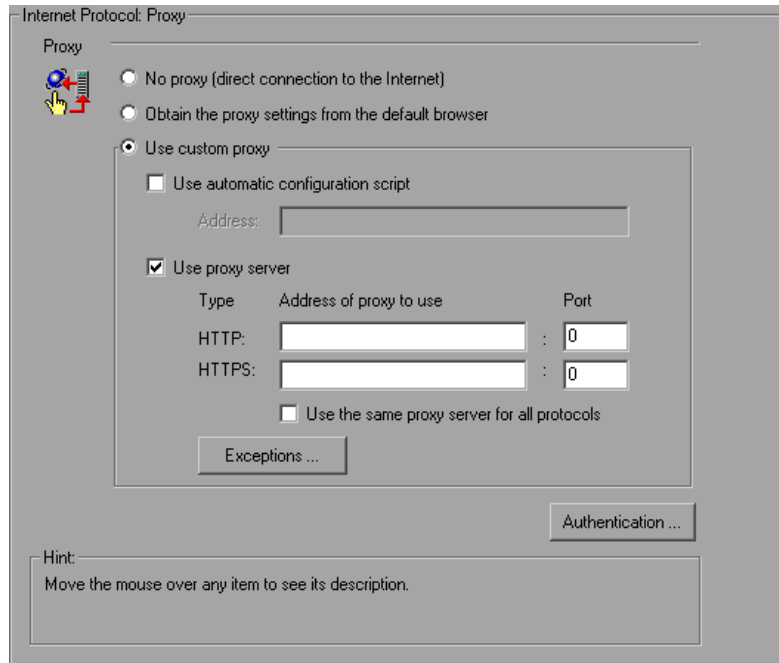 Internet Protocol: Proxy
Proxy
No proxy (direct connection to the Internet)
Obtain the proxy settings from the default browser
Use custom proxy
Use automatic configuration script
Address:
Use proxy server
Type Address of proxy to use Port
HTTP: : 0
HTTPS: : 0
Use the same proxy server for all protocols
Exceptions ...
Authentication ...
Hint:
Move the mouse over any item to see its description.